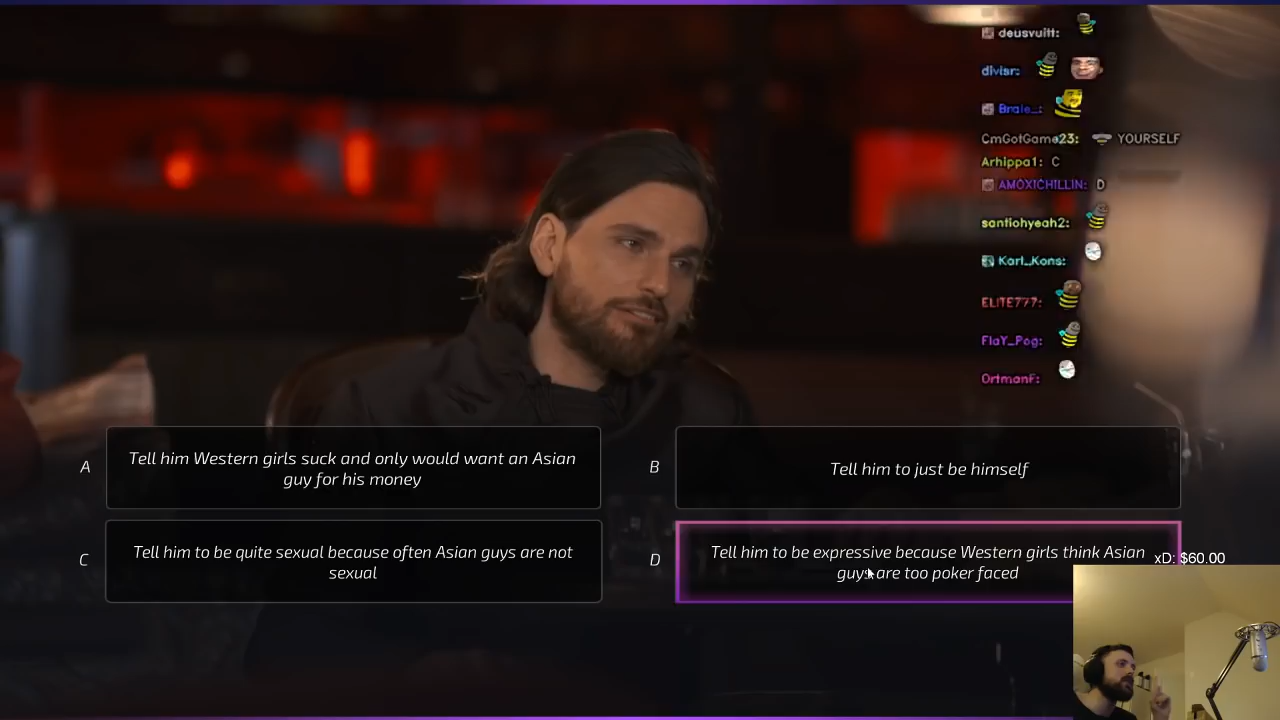 deusvuitt:
divisr:
Brale_:
CmGotGame23: YOURSELF
Arhippa1: C
AMOXICHILLIN: D
santiohyeah2:
Karl_Kons:
ELITE777:
FlaY_Pog:
OrtmanF:
A
Tell him Western girls suck and only would want an Asian
guy for his money
B
Tell him to just be himself
C
Tell him to be quite sexual because often Asian guys are not
sexual
D
Tell him to be expressive because Western girls think Asian
guys are too poker faced
xD: $60.00